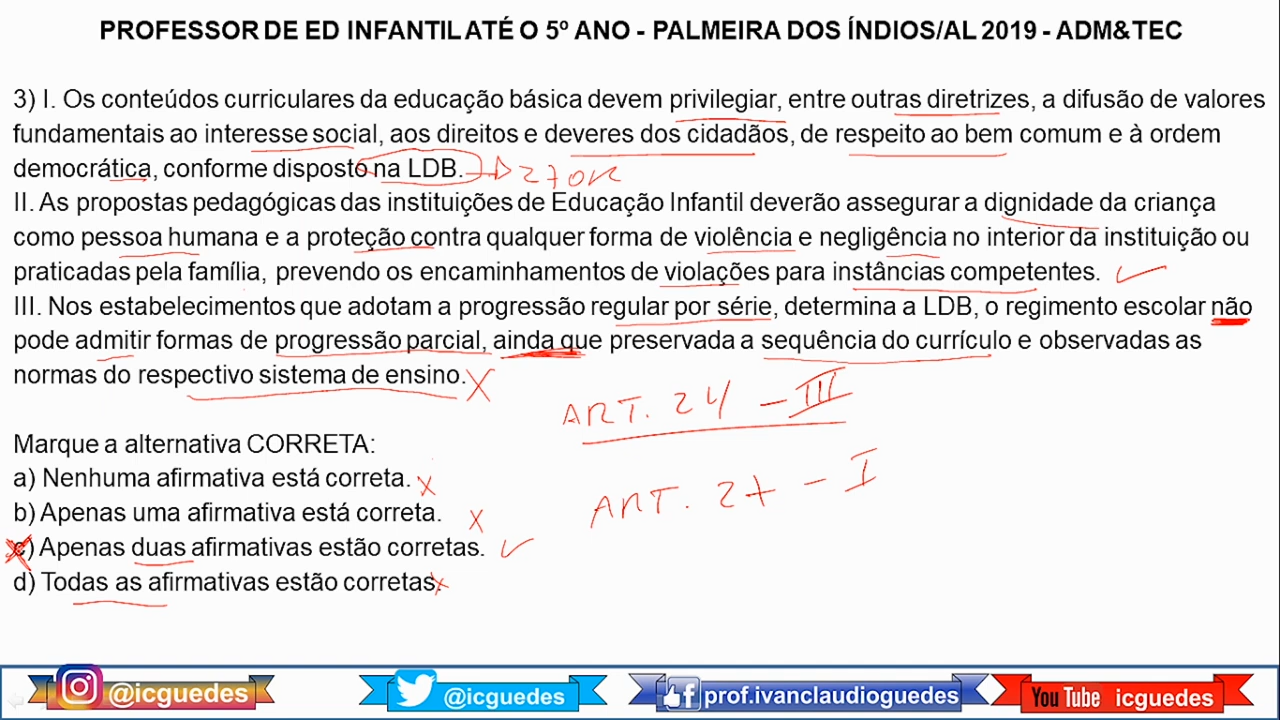 PROFESSOR DE ED INFANTIL ATÉ O 5º ANO - PALMEIRA DOS ÍNDIOS/AL 2019 - ADM&TEC
3) I. Os conteúdos curriculares da educação básica devem privilegiar, entre outras diretrizes, a difusão de valores
fundamentais ao interesse social, aos direitos e deveres dos cidadãos, de respeito ao bem comum e à ordem
democrática, conforme disposto na LDB. 27 OK
II. As propostas pedagógicas das instituições de Educação Infantil deverão assegurar a dignidade da criança
como pessoa humana e a proteção contra qualquer forma de violência e negligência no interior da instituição ou
praticadas pela família, prevendo os encaminhamentos de violações para instâncias competentes.
III. Nos estabelecimentos que adotam a progressão regular por série, determina a LDB, o regimento escolar não
pode admitir formas de progressão parcial, ainda que preservada a sequência do currículo e observadas as
normas do respectivo sistema de ensino. X
ART. 24 - III
Marque a alternativa CORRETA:
a) Nenhuma afirmativa está correta. x
ART. 27 - I
b) Apenas uma afirmativa está correta. x
c) Apenas duas afirmativas estão corretas.
d) Todas as afirmativas estão corretas. x
@icguedes @icguedes prof.ivanclaudioguedes You Tube icguedes